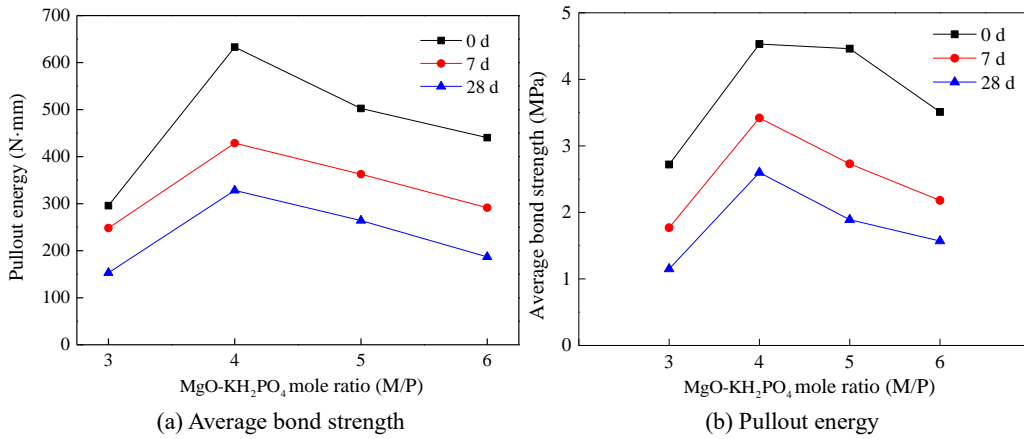 700
600
500
400
300
200
100
0
Pullout energy (N·mm)
0 d
7 d
28 d
3 4 5 6
MgO-KH₂PO₄ mole ratio (M/P)
(a) Average bond strength
5
4
3
2
1
0
Average bond strength (MPa)
0 d
7 d
28 d
3 4 5 6
MgO-KH₂PO₄ mole ratio (M/P)
(b) Pullout energy